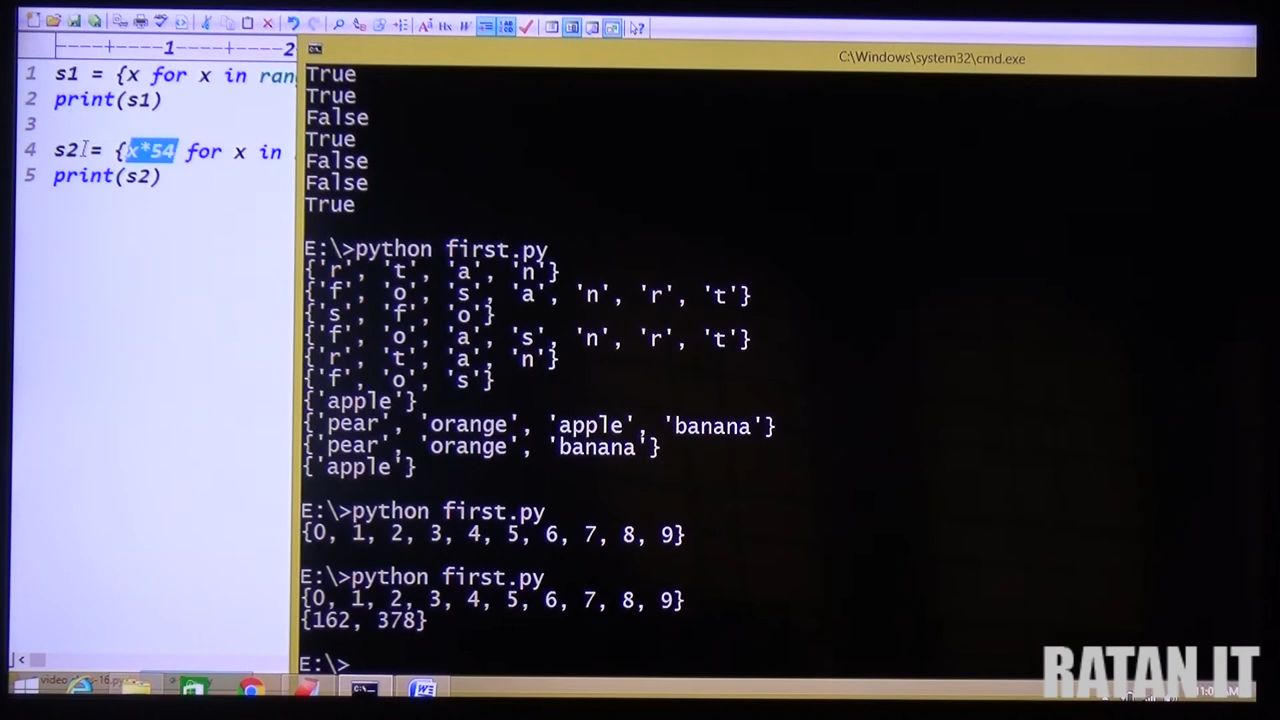 ----+----1----+----2
C:\Windows\system32\cmd.exe
1 s1 = {x for x in rang
2 print(s1)
3
4 s2 = {x*54 for x in
5 print(s2)
True
True
False
True
False
False
True
E:\>python first.py
{'r', 't', 'a', 'n'}
{'f', 'o', 's', 'a', 'n', 'r', 't'}
{'s', 'f', 'o'}
{'f', 'o', 'a', 's', 'n', 'r', 't'}
{'r', 't', 'a', 'n'}
{'f', 'o', 's'}
{'apple'}
{'pear', 'orange', 'apple', 'banana'}
{'pear', 'orange', 'banana'}
{'apple'}
E:\>python first.py
{0, 1, 2, 3, 4, 5, 6, 7, 8, 9}
E:\>python first.py
{0, 1, 2, 3, 4, 5, 6, 7, 8, 9}
{162, 378}
E:\>
RATAN IT